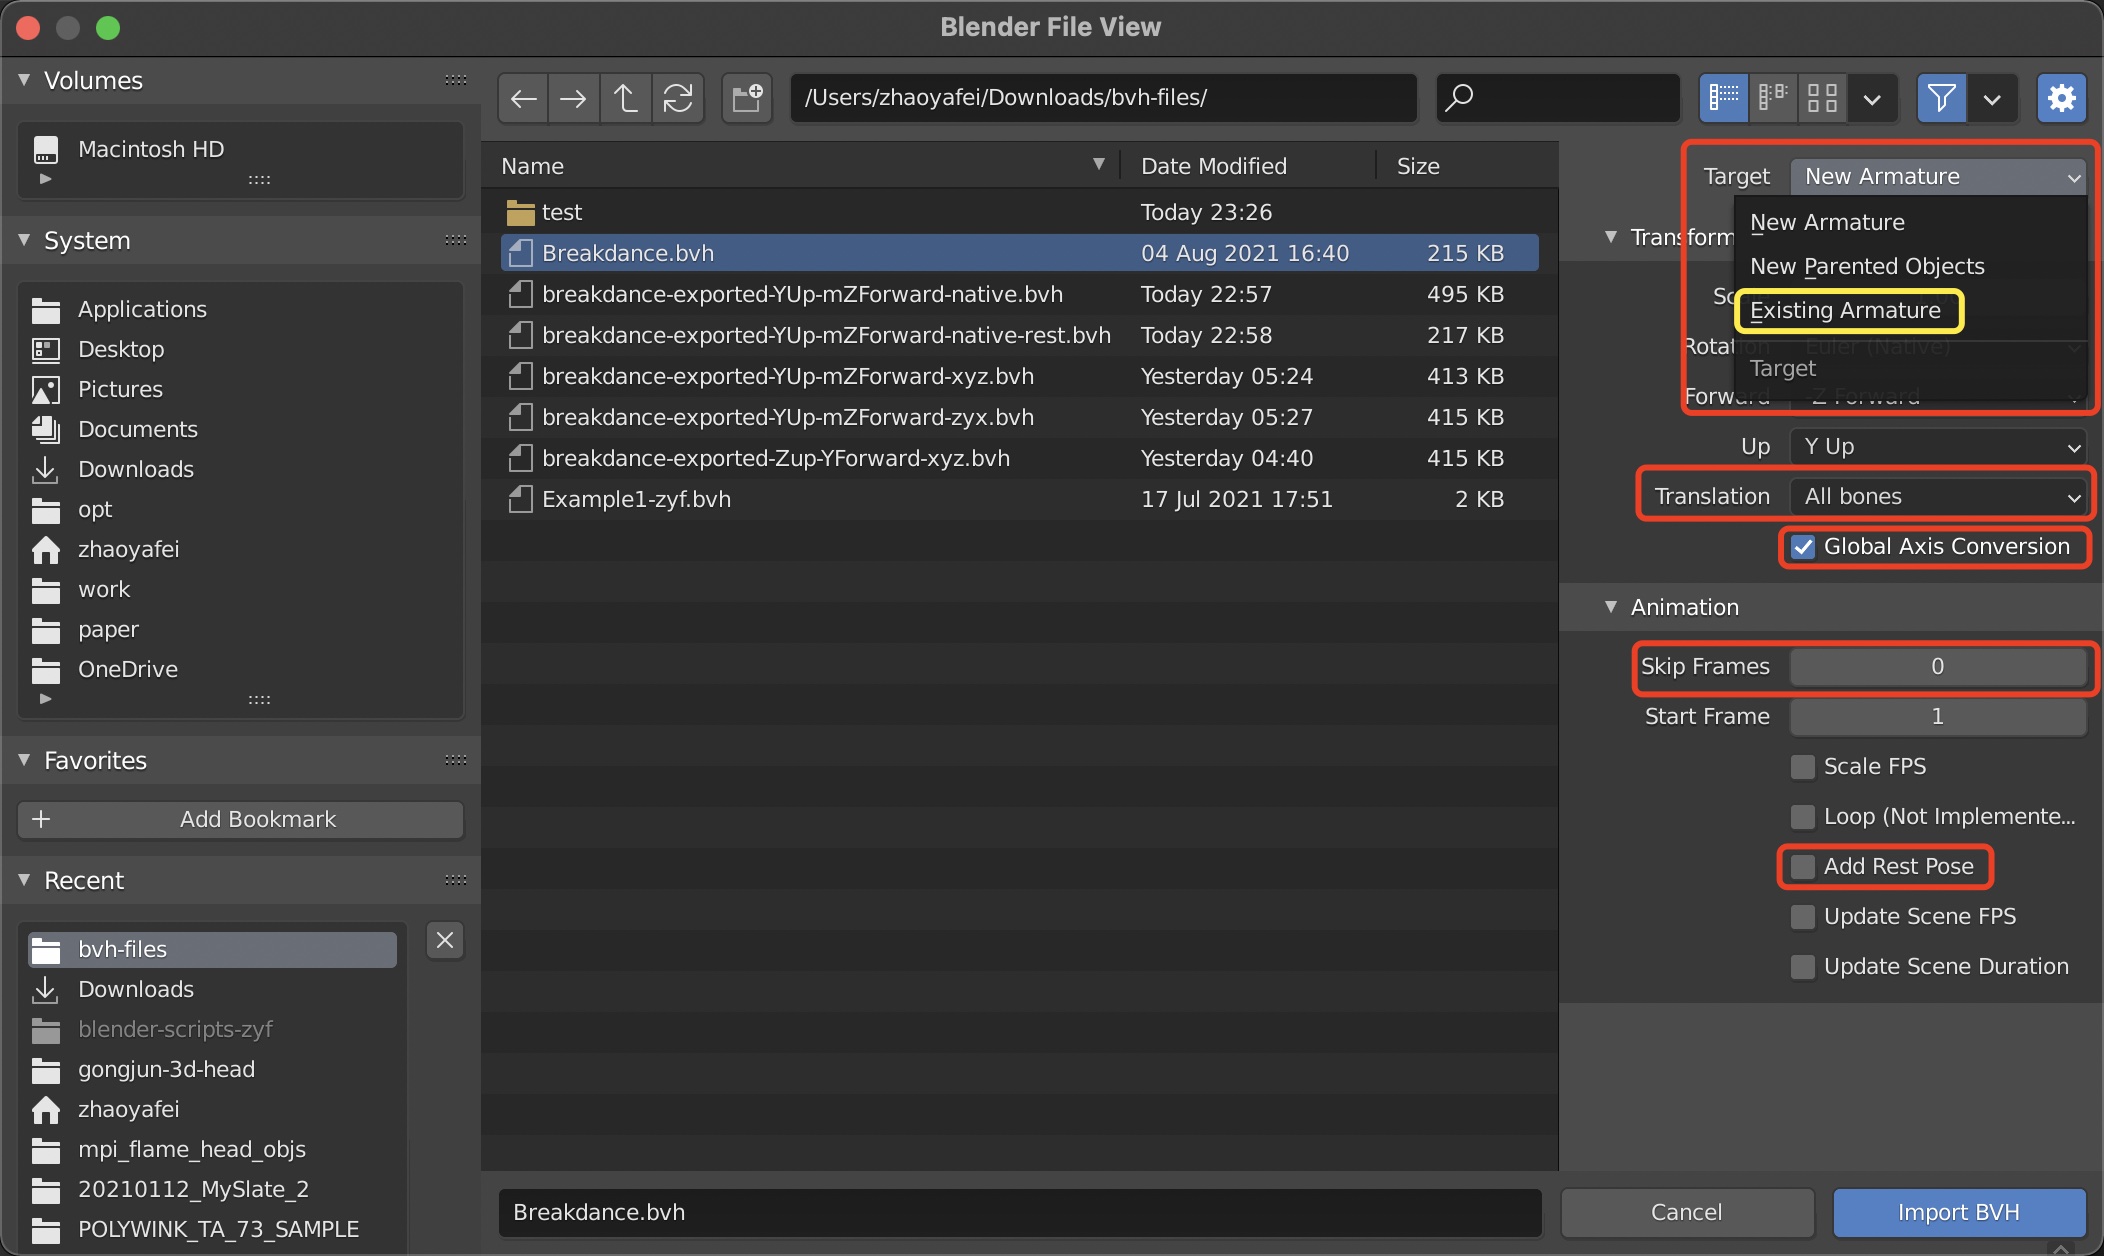 Blender File View
Volumes
Macintosh HD
System
Applications
Desktop
Pictures
Documents
Downloads
opt
zhaoyafei
work
paper
OneDrive
Favorites
Add Bookmark
Recent
bvh-files
Downloads
blender-scripts-zyf
gongjun-3d-head
zhaoyafei
mpi_flame_head_objs
20210112_MySlate_2
POLYWINK_TA_73_SAMPLE
/Users/zhaoyafei/Downloads/bvh-files/
Name Date Modified Size
test Today 23:26
Breakdance.bvh 04 Aug 2021 16:40 215 KB
breakdance-exported-YUp-mZForward-native.bvh Today 22:57 495 KB
breakdance-exported-YUp-mZForward-native-rest.bvh Today 22:58 217 KB
breakdance-exported-YUp-mZForward-xyz.bvh Yesterday 05:24 413 KB
breakdance-exported-YUp-mZForward-zyx.bvh Yesterday 05:27 415 KB
breakdance-exported-Zup-YForward-xyz.bvh Yesterday 04:40 415 KB
Example1-zyf.bvh 17 Jul 2021 17:51 2 KB
Target New Armature
New Armature
Transform
New Parented Objects
Existing Armature
Rotation Euler (Native)
Target
Forward -Z Forward
Up Y Up
Translation All bones
Global Axis Conversion
Animation
Skip Frames 0
Start Frame 1
Scale FPS
Loop (Not Implemente...
Add Rest Pose
Update Scene FPS
Update Scene Duration
Breakdance.bvh
Cancel
Import BVH